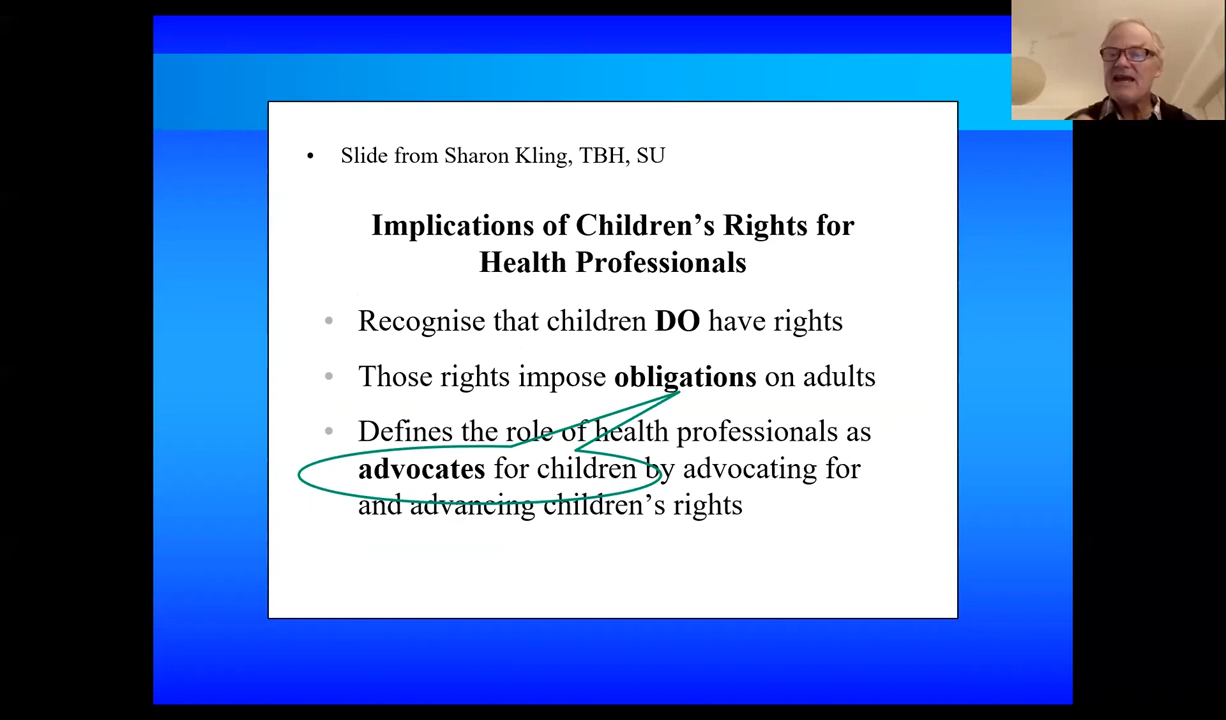 • Slide from Sharon Kling, TBH, SU
Implications of Children’s Rights for
Health Professionals
• Recognise that children DO have rights
• Those rights impose obligations on adults
• Defines the role of health professionals as
advocates for children by advocating for
and advancing children’s rights